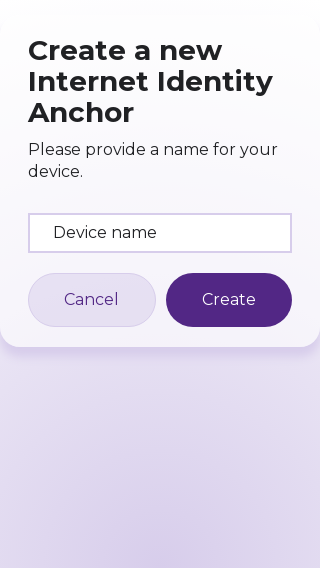 Create a new
Internet Identity
Anchor
Please provide a name for your
device.
Device name
Cancel
Create